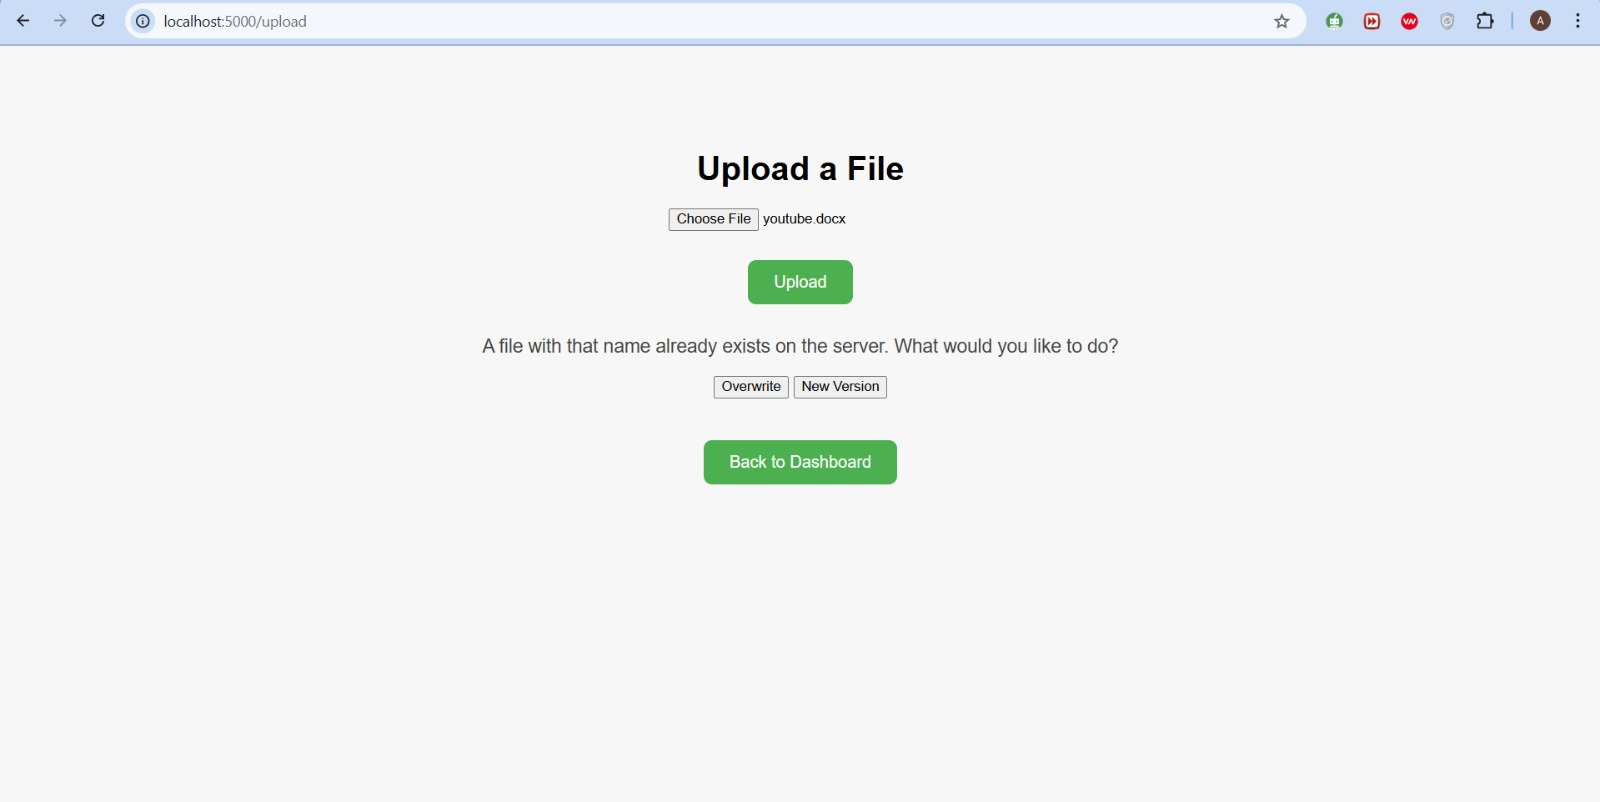 localhost:5000/upload
A
Upload a File
Choose File youtube.docx
Upload
A file with that name already exists on the server. What would you like to do?
Overwrite New Version
Back to Dashboard